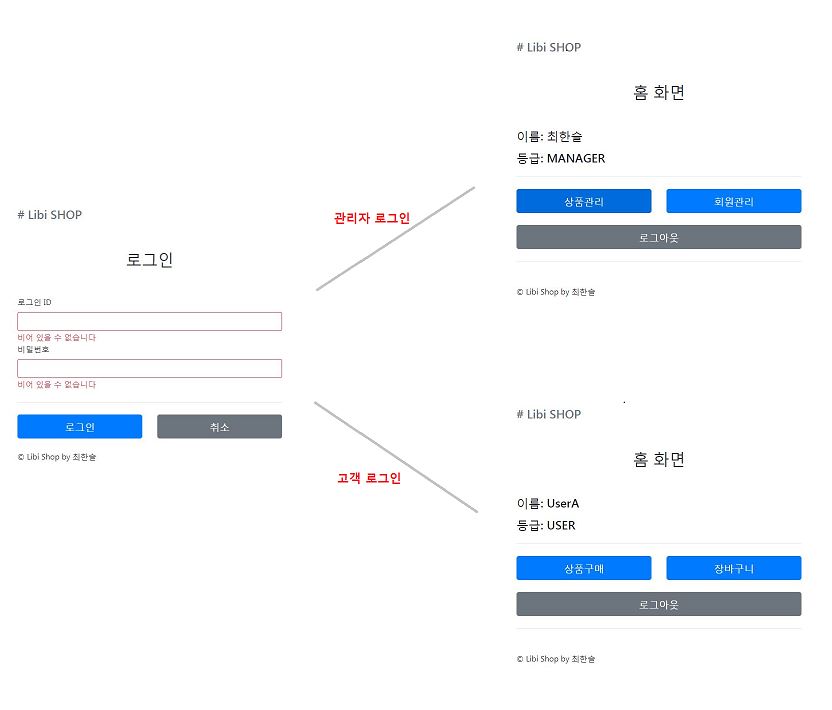 # Libi SHOP
로그인
로그인 ID
비어 있을 수 없습니다
비밀번호
비어 있을 수 없습니다
로그인 취소
© Libi Shop by 최한슬
관리자 로그인
고객 로그인
# Libi SHOP
홈 화면
이름: 최한슬
등급: MANAGER
상품관리 회원관리
로그아웃
© Libi Shop by 최한슬
# Libi SHOP
홈 화면
이름: UserA
등급: USER
상품구매 장바구니
로그아웃
© Libi Shop by 최한슬